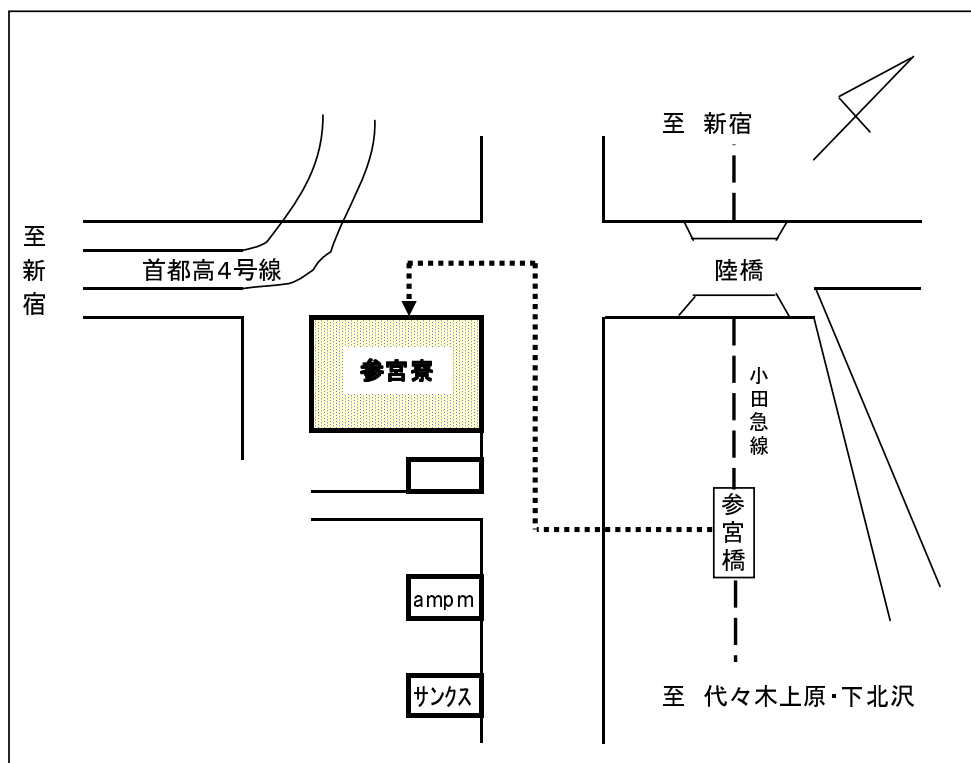 至 新宿
至新宿
首都高4号線
陸橋
参宮寮
小田急線
参宮橋
ampm
サンクス
至 代々木上原・下北沢